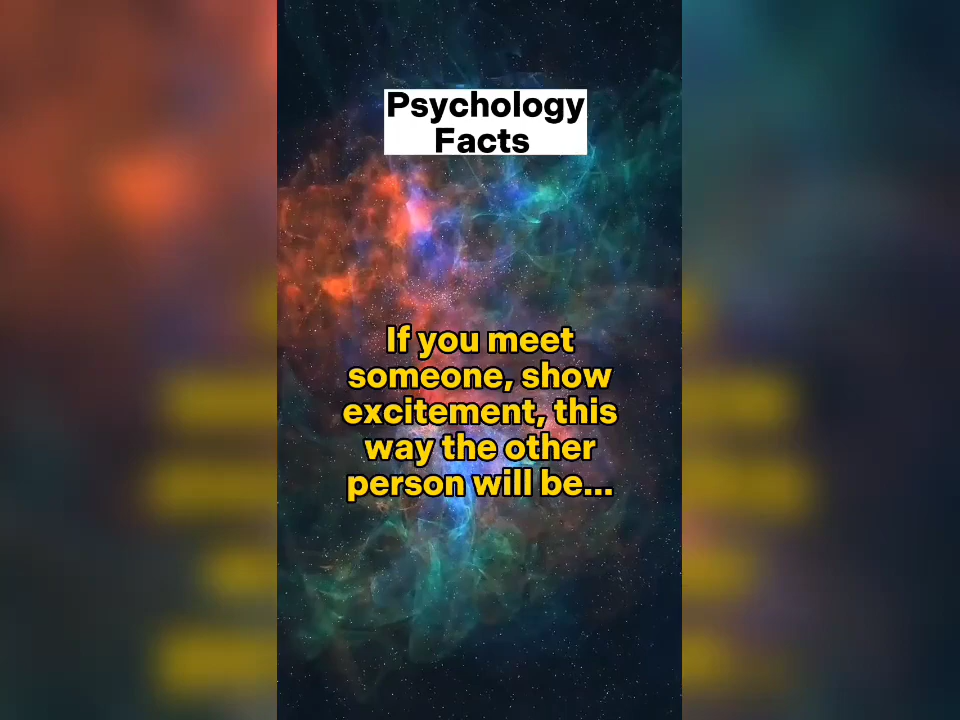 Psychology
Facts
If you meet
someone, show
excitement, this
way the other
person will be...